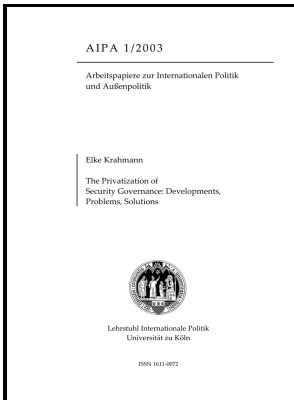 AIPA 1/2003
Arbeitspapiere zur Internationalen Politik
und Außenpolitik
Elke Krahmann
The Privatization of
Security Governance: Developments,
Problems, Solutions
Lehrstuhl Internationale Politik
Universität zu Köln
ISSN 1611-0072